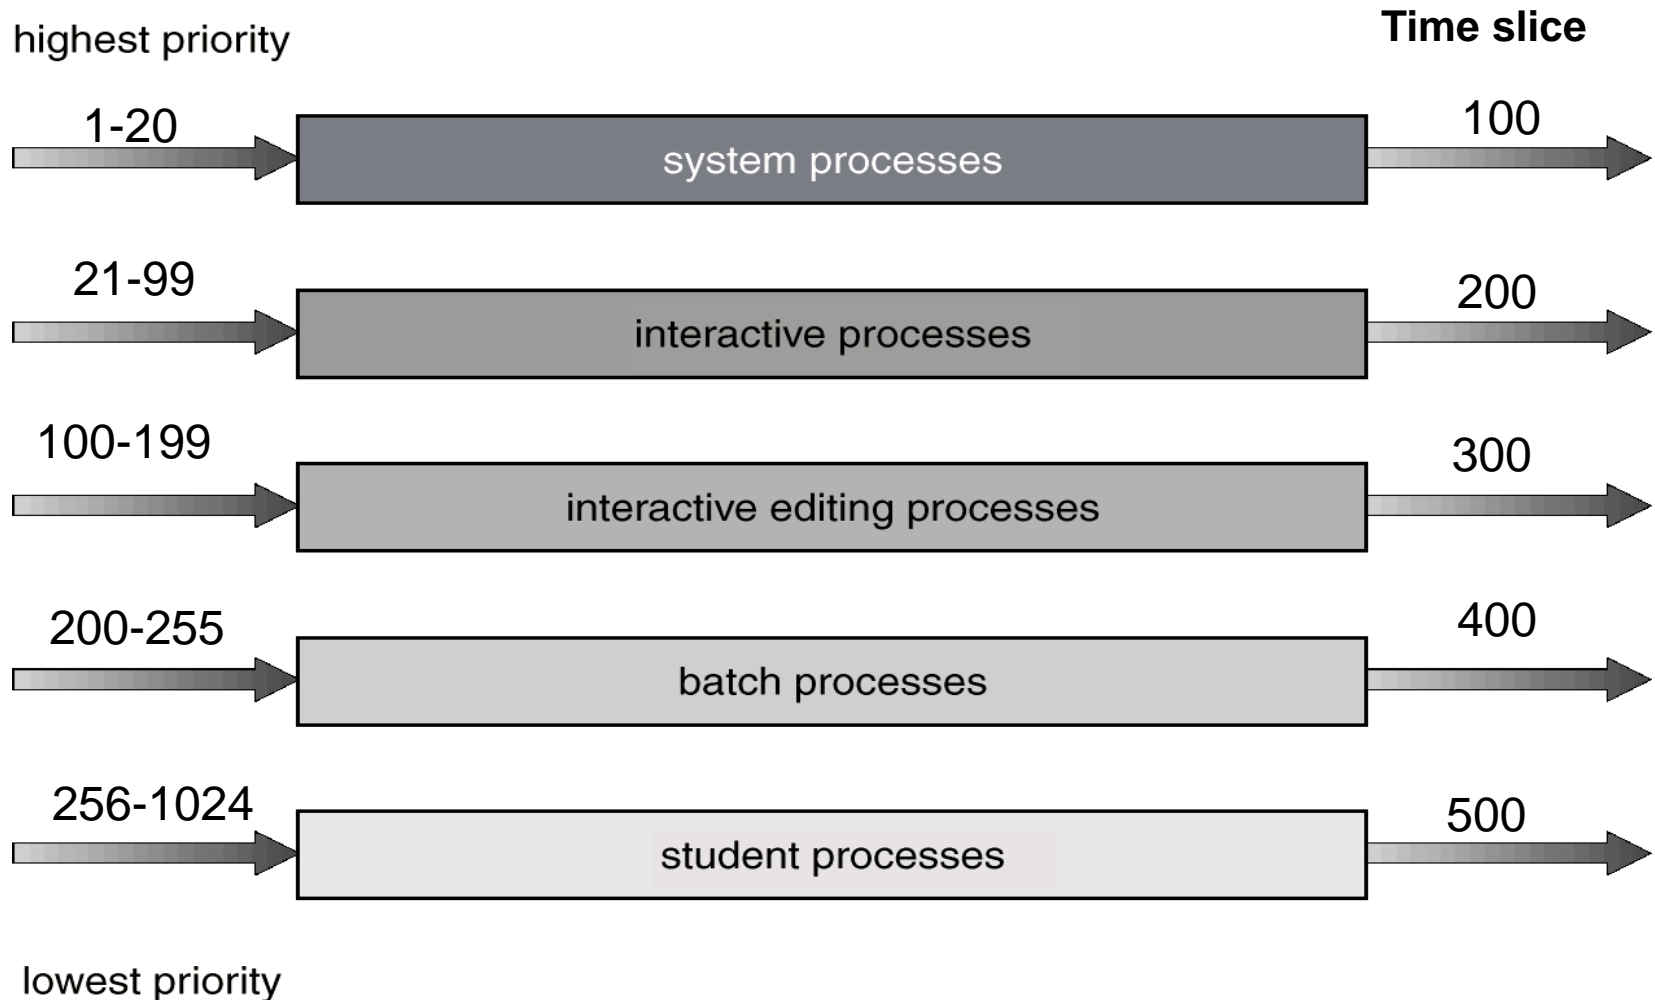 highest priority
Time slice
1-20
system processes
100
21-99
interactive processes
200
100-199
interactive editing processes
300
200-255
batch processes
400
256-1024
student processes
500
lowest priority